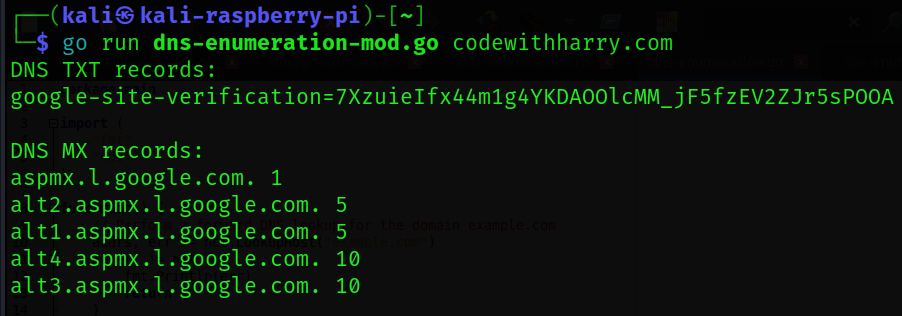 ┌──(kali㉿kali-raspberry-pi)-[~]
└─$ go run dns-enumeration-mod.go codewithharry.com
DNS TXT records:
google-site-verification=7XzuieIfx44m1g4YKDAOOlcMM_jF5fzEV2ZJr5sPOOA
DNS MX records:
aspmx.l.google.com. 1
alt2.aspmx.l.google.com. 5
alt1.aspmx.l.google.com. 5
alt4.aspmx.l.google.com. 10
alt3.aspmx.l.google.com. 10